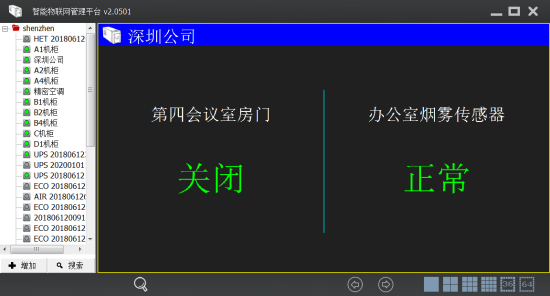 智能物联网管理平台 v2.0501
shenzhen
HET 20180612
A1机柜
深圳公司
A2机柜
A4机柜
精密空调
B1机柜
B2机柜
B4机柜
C机柜
D1机柜
UPS 20180612
UPS 20200101
UPS 20180612
ECO 20180612
AIR 201806120
ECO 20180612
201806120091
ECO 20180612
ECO 20180612
增加 搜索
深圳公司
第四会议室房门
关闭
办公室烟雾传感器
正常
36 64